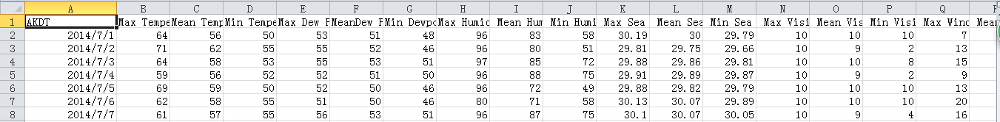 A B C D E F G H I J K L M N O P Q
1 AKDT Max Tempe Mean Temp Min Tempe Max Dew P MeanDew P Min Dewpo Max Humid Mean Hum Min Humi Max Sea Mean Sea Min Sea Max Visi Mean Vis Min Visi Max Wind Mean
2 2014/7/1 64 56 50 53 51 48 96 83 58 30.19 30 29.79 10 10 10 7
3 2014/7/2 71 62 55 55 52 46 96 80 51 29.81 29.75 29.66 10 9 2 13
4 2014/7/3 64 58 53 55 53 51 97 85 72 29.88 29.86 29.81 10 10 8 15
5 2014/7/4 59 56 52 52 51 50 96 88 75 29.91 29.89 29.87 10 9 2 9
6 2014/7/5 69 59 50 52 50 46 96 72 49 29.88 29.82 29.79 10 10 10 13
7 2014/7/6 62 58 55 51 50 46 80 71 58 30.13 30.07 29.89 10 10 10 20
8 2014/7/7 61 57 55 56 53 51 96 87 75 30.1 30.07 30.05 10 9 4 16